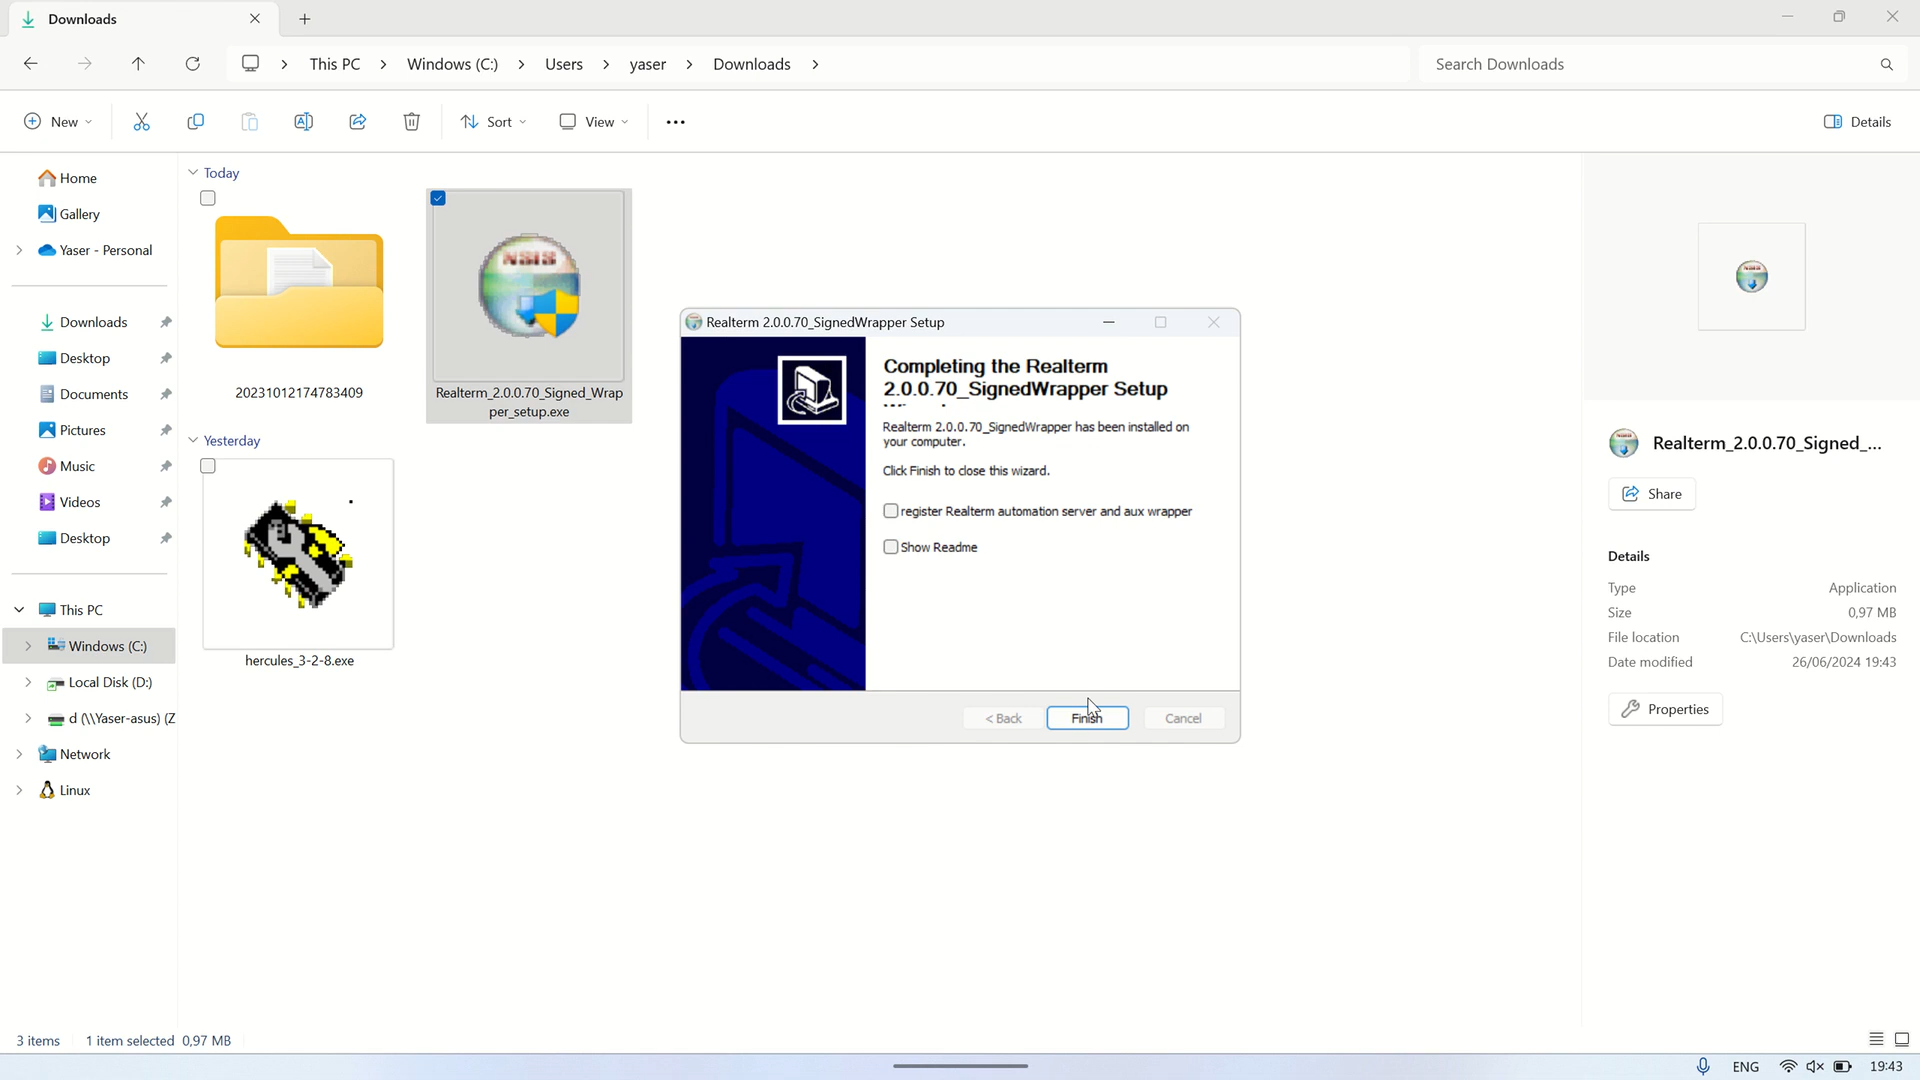 Downloads
This PC > Windows (C:) > Users > yaser > Downloads >
Search Downloads
New
Sort
View
Details
Home
Gallery
Yaser - Personal
Downloads
Desktop
Documents
Pictures
Music
Videos
Desktop
This PC
Windows (C:)
Local Disk (D:)
d (\\Yaser-asus) (Z
Network
Linux
Today
20231012174783409
NSIS
Realterm_2.0.0.70_Signed_Wrap
per_setup.exe
Yesterday
hercules_3-2-8.exe
Realterm 2.0.0.70_SignedWrapper Setup
Completing the Realterm
2.0.0.70_SignedWrapper Setup
Realterm 2.0.0.70_SignedWrapper has been installed on
your computer.
Click Finish to close this wizard.
register Realterm automation server and aux wrapper
Show Readme
< Back
Finish
Cancel
Realterm_2.0.0.70_Signed_...
Share
Details
Type Application
Size 0,97 MB
File location C:\Users\yaser\Downloads
Date modified 26/06/2024 19:43
Properties
3 items 1 item selected 0,97 MB
ENG 19:43